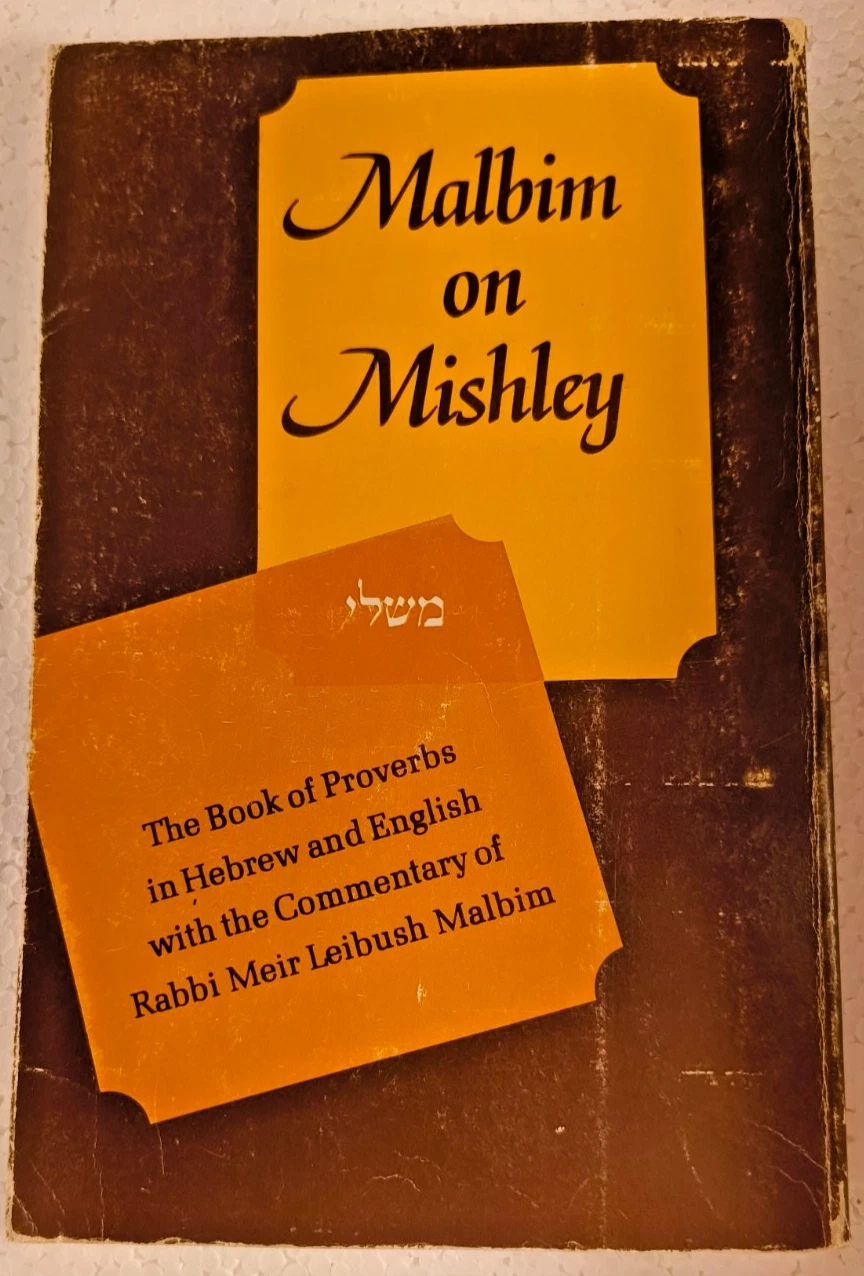 Malbim
on
Mishley
משלי
The Book of Proverbs
in Hebrew and English
with the Commentary of
Rabbi Meir Leibush Malbim